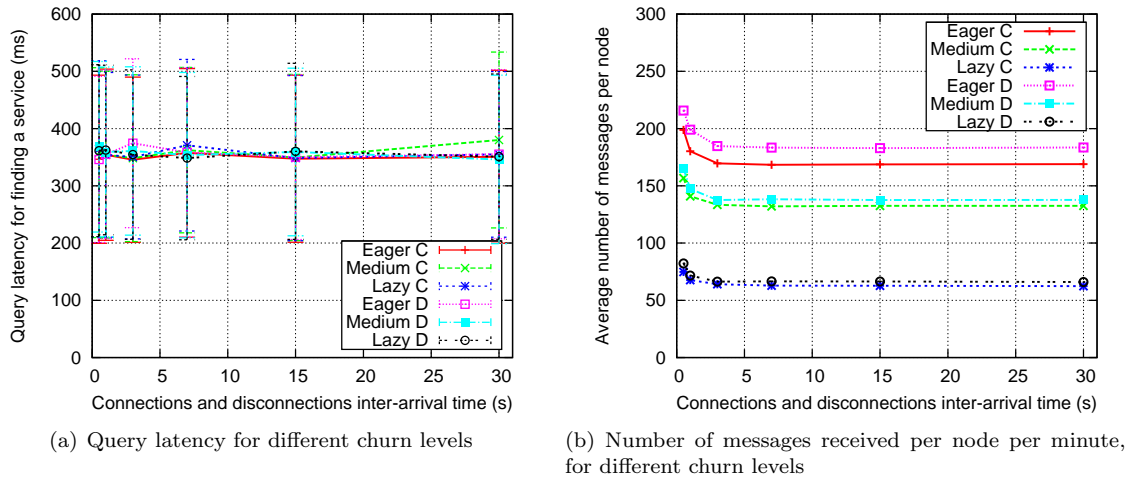 Query latency for finding a service (ms)
600
500
400
300
200
100
0
Eager C
Medium C
Lazy C
Eager D
Medium D
Lazy D
0 5 10 15 20 25 30
Connections and disconnections inter-arrival time (s)
(a) Query latency for different churn levels
Average number of messages per node
300
250
200
150
100
50
0
Eager C
Medium C
Lazy C
Eager D
Medium D
Lazy D
0 5 10 15 20 25 30
Connections and disconnections inter-arrival time (s)
(b) Number of messages received per node per minute,
for different churn levels